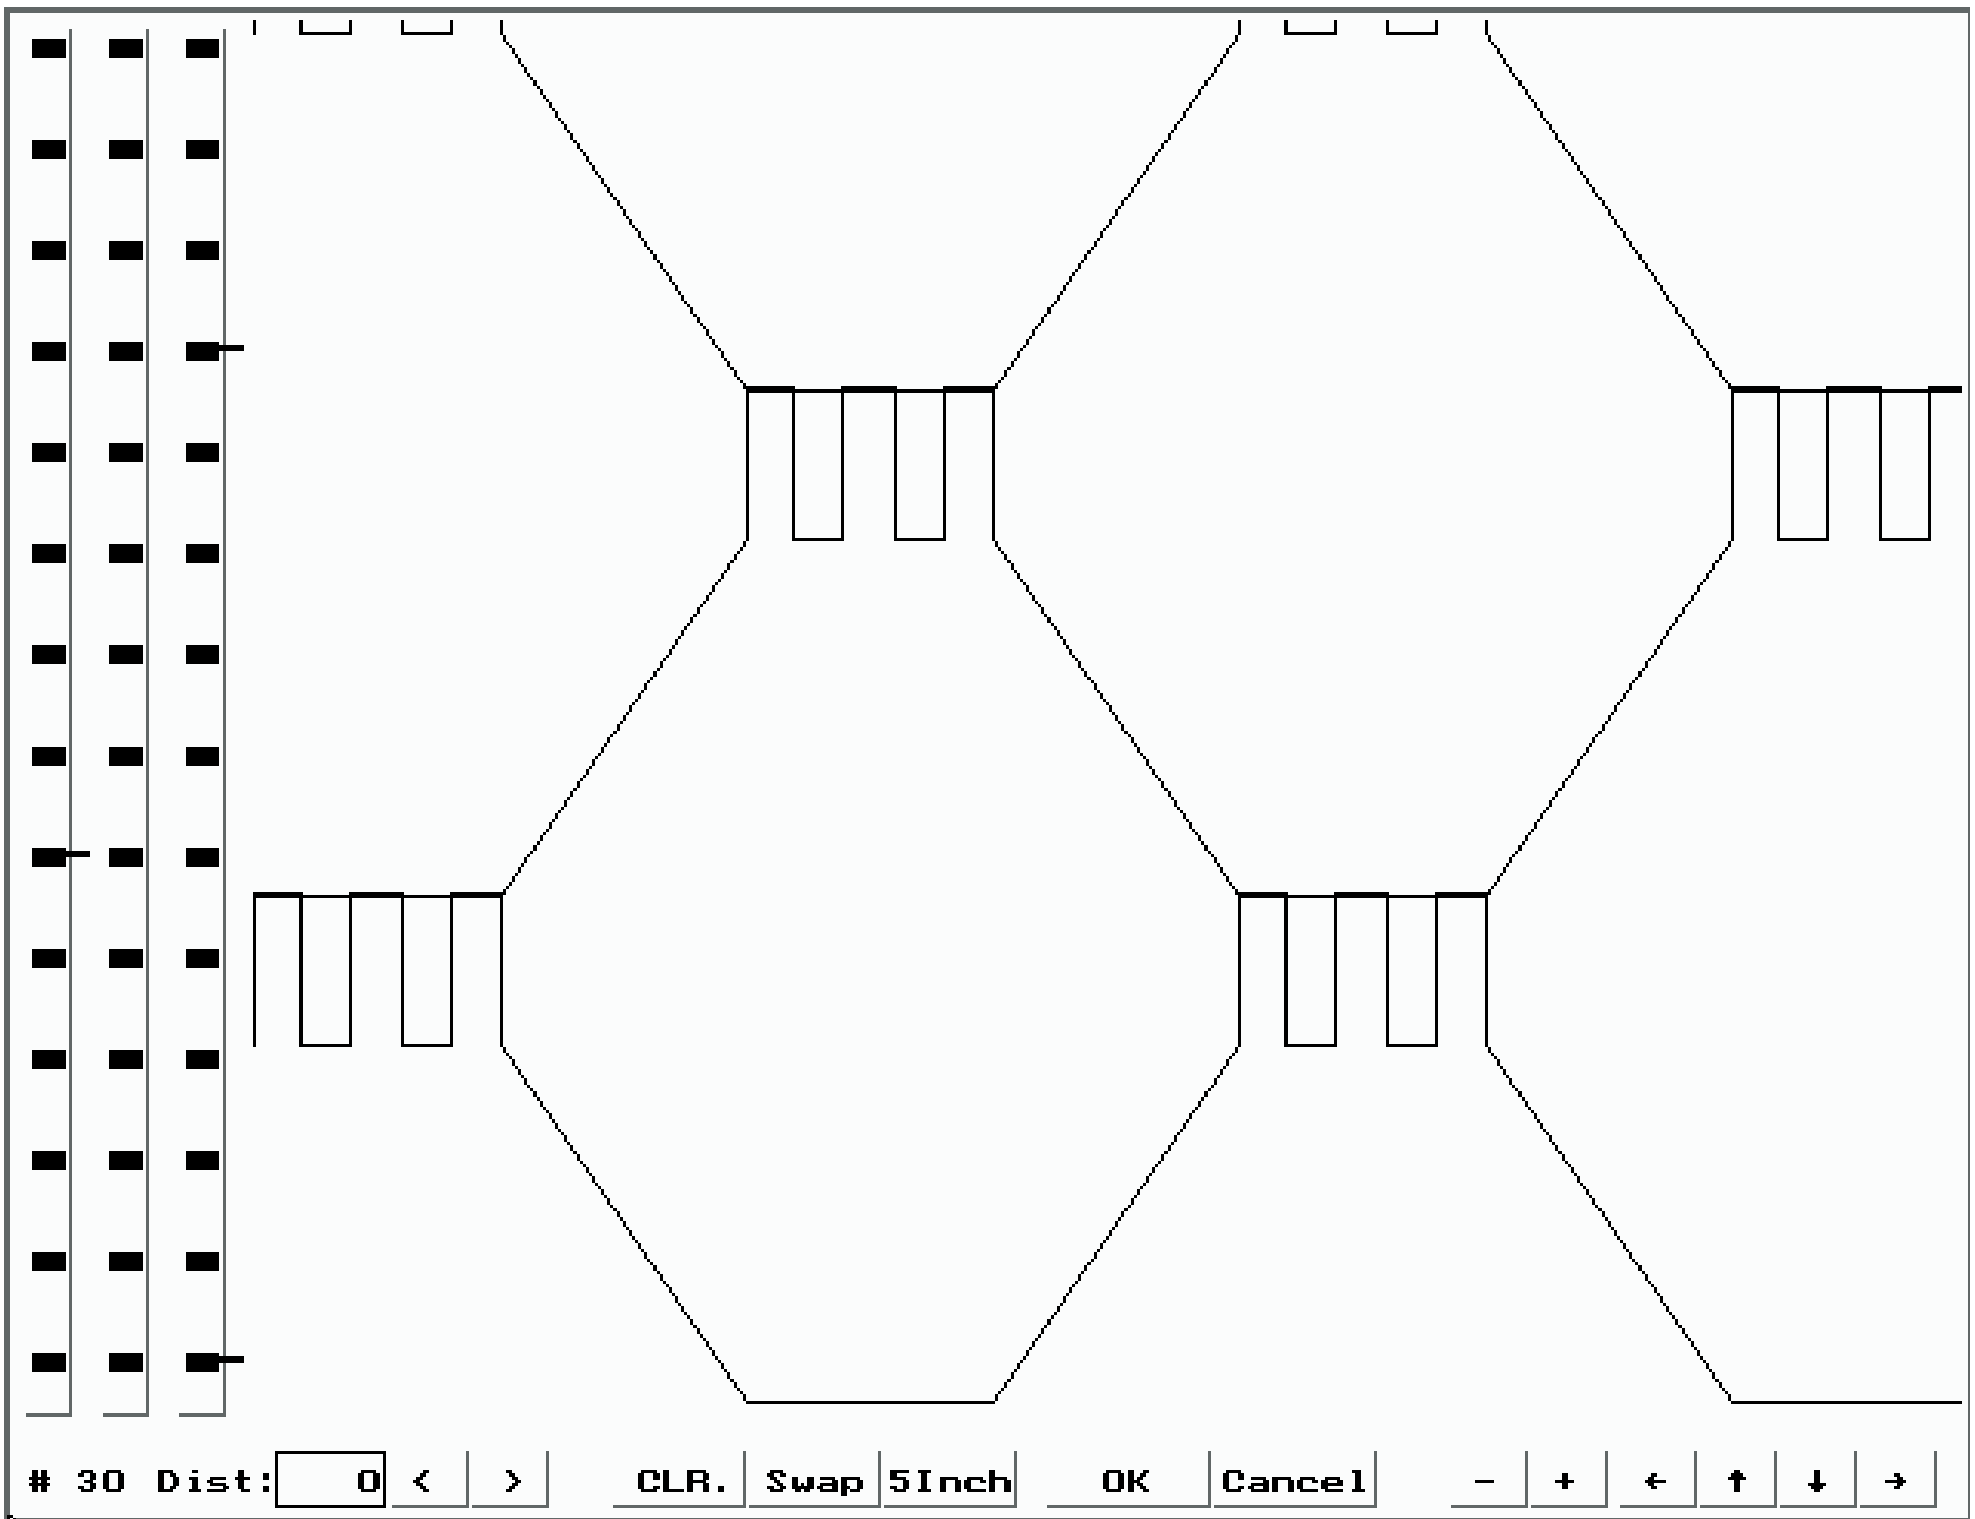 # 30 Dist: 0 < > CLR. Swap 5Inch OK Cancel - + ← ↑ ↓ →